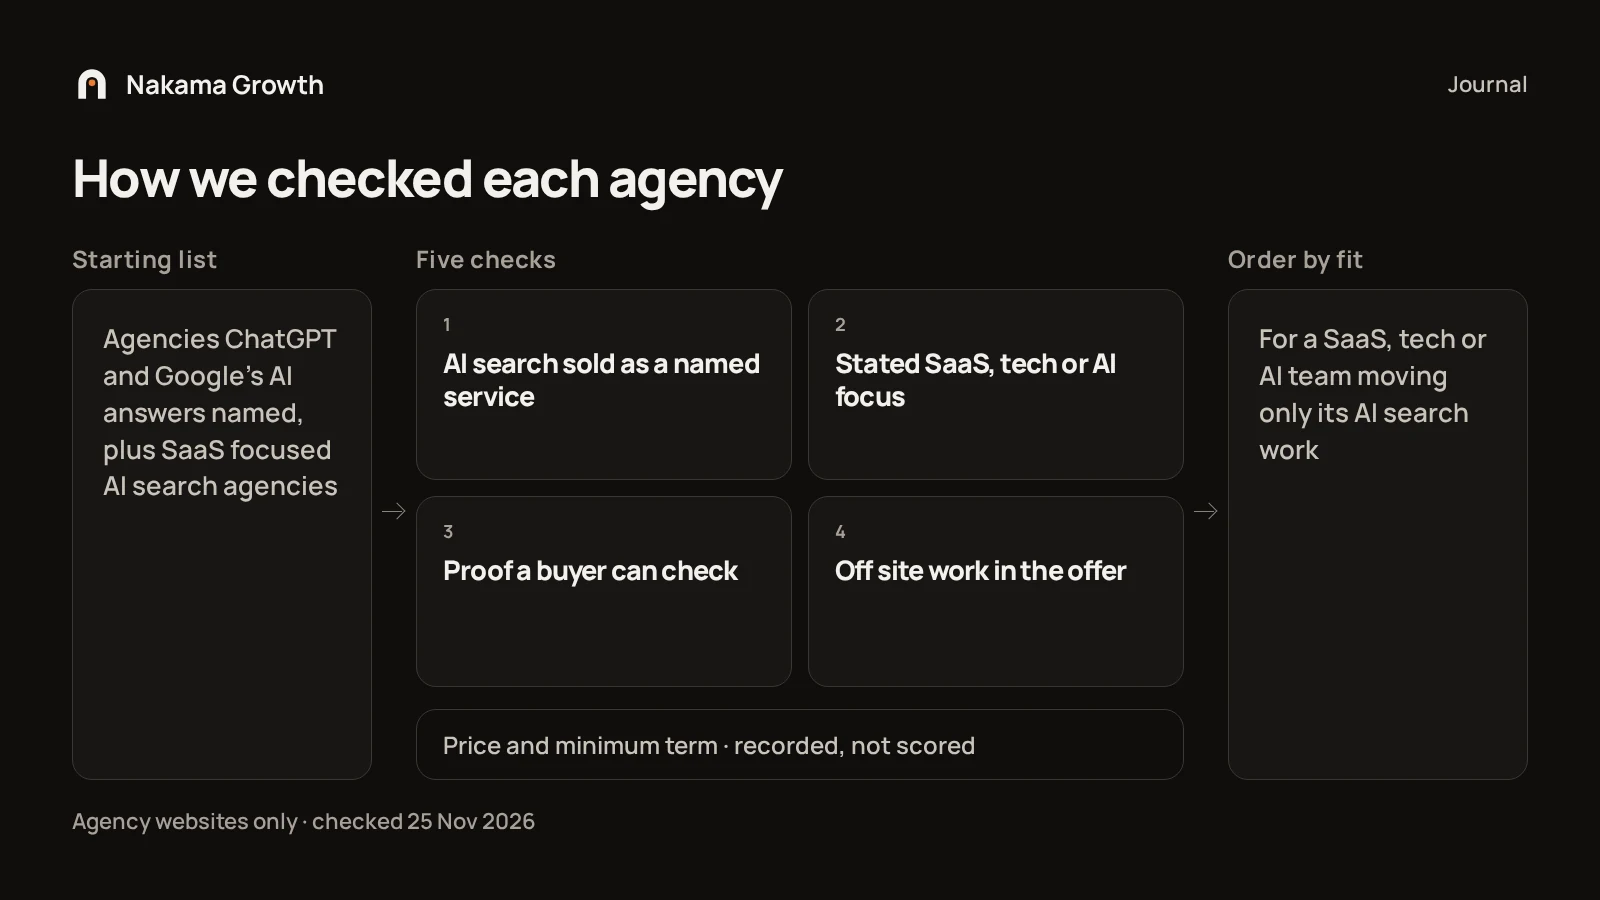 Nakama Growth
Journal
How we checked each agency
Starting list
Agencies ChatGPT
and Google’s AI
answers named,
plus SaaS focused
AI search agencies
Five checks
1
AI search sold as a named
service
2
Stated SaaS, tech or AI
focus
3
Proof a buyer can check
4
Off site work in the offer
Price and minimum term · recorded, not scored
Order by fit
For a SaaS, tech or
AI team moving
only its AI search
work
Agency websites only · checked 25 Nov 2026